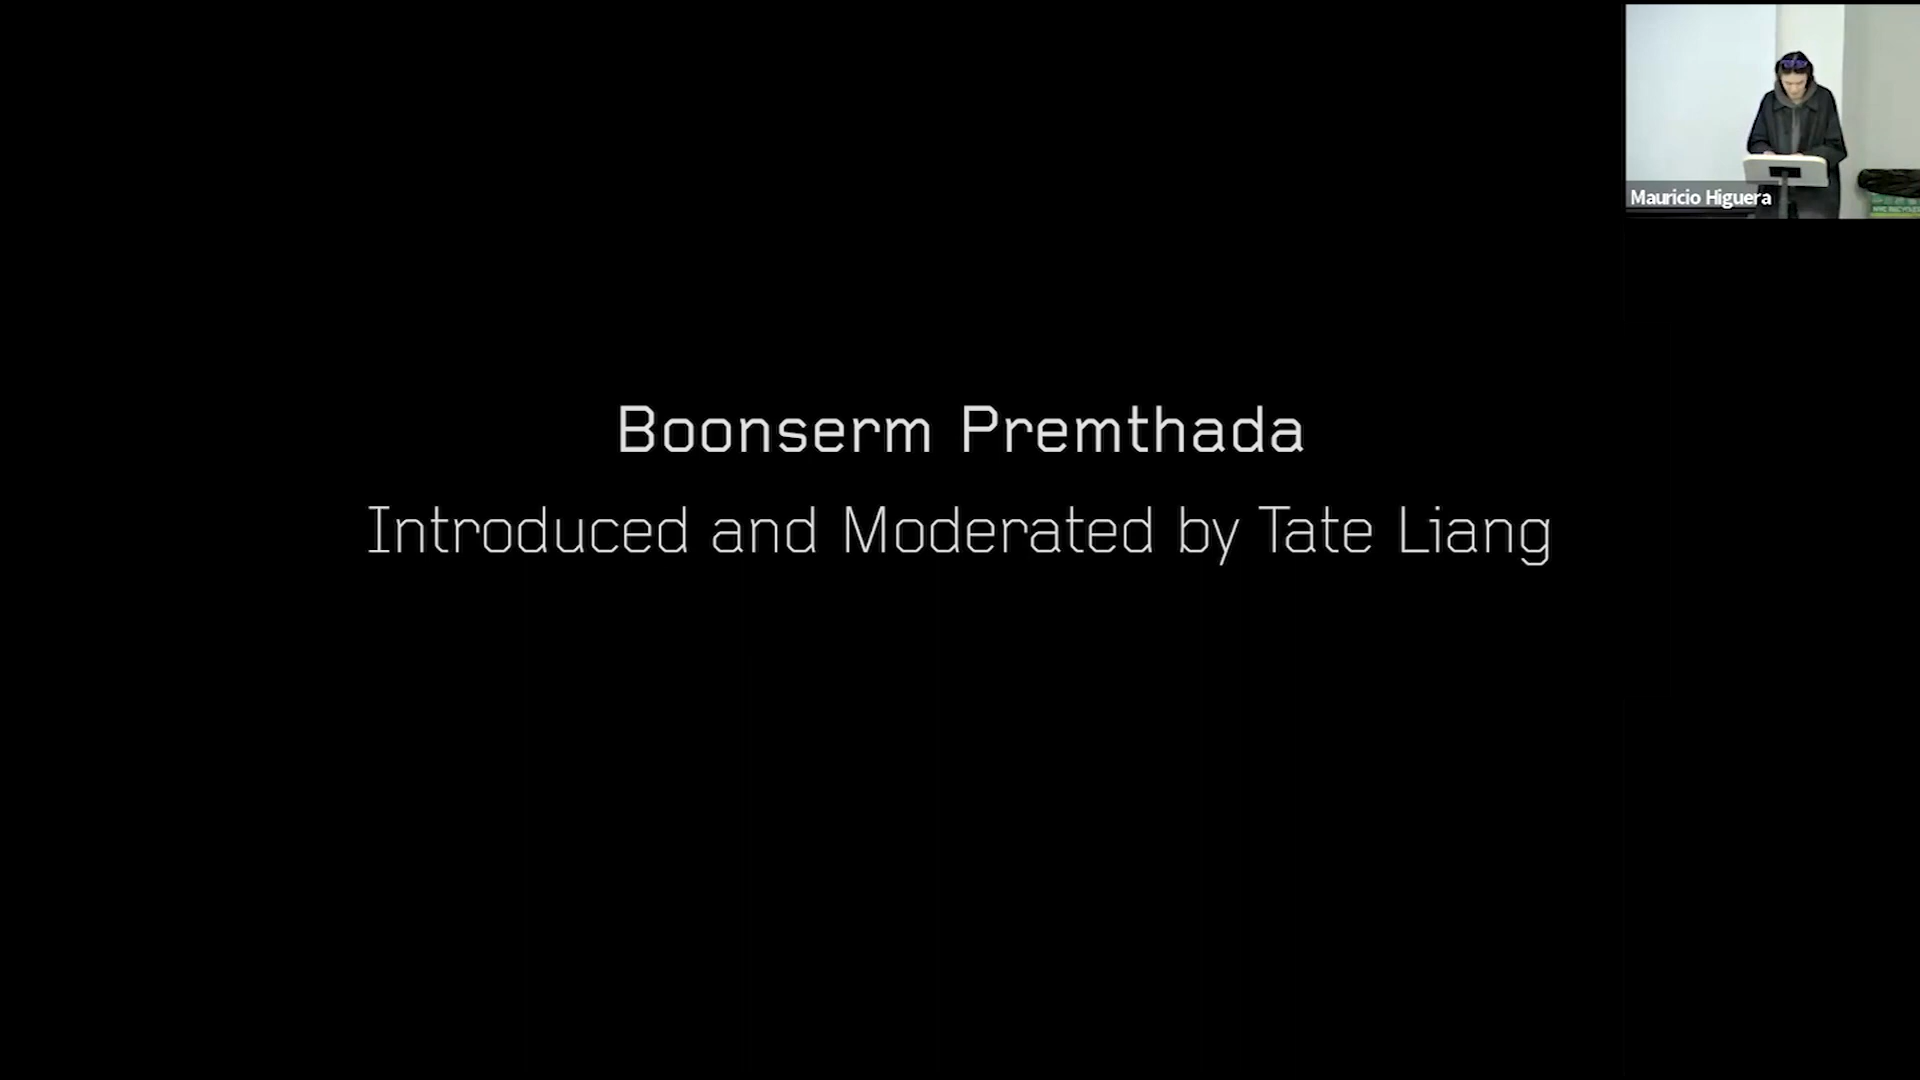 Mauricio Higuera
Boonserm Premthada
Introduced and Moderated by Tate Liang